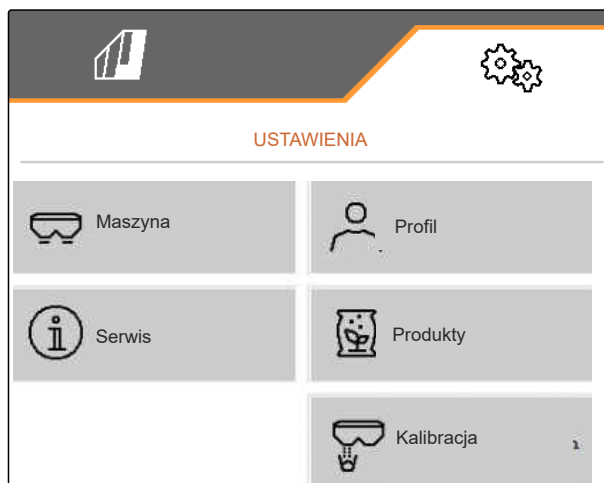 USTAWIENIA
Maszyna
Profil
Serwis
Produkty
Kalibracja